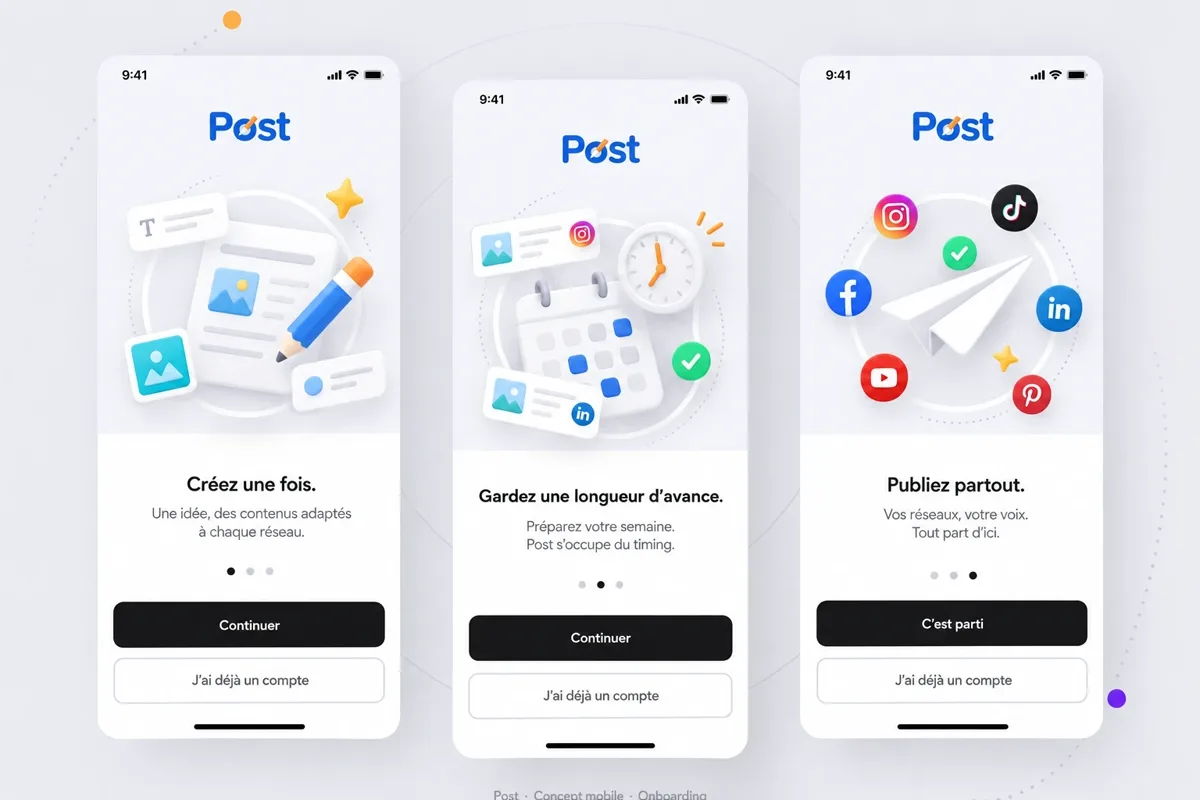 9:41
Post
T
Créez une fois.
Une idée, des contenus adaptés
à chaque réseau.
Continuer
J'ai déjà un compte
9:41
Post
in
Gardez une longueur d'avance.
Préparez votre semaine.
Post s'occupe du timing.
Continuer
J'ai déjà un compte
9:41
Post
in
Publiez partout.
Vos réseaux, votre voix.
Tout part d'ici.
C'est parti
J'ai déjà un compte
Post · Concept mobile · Onboarding